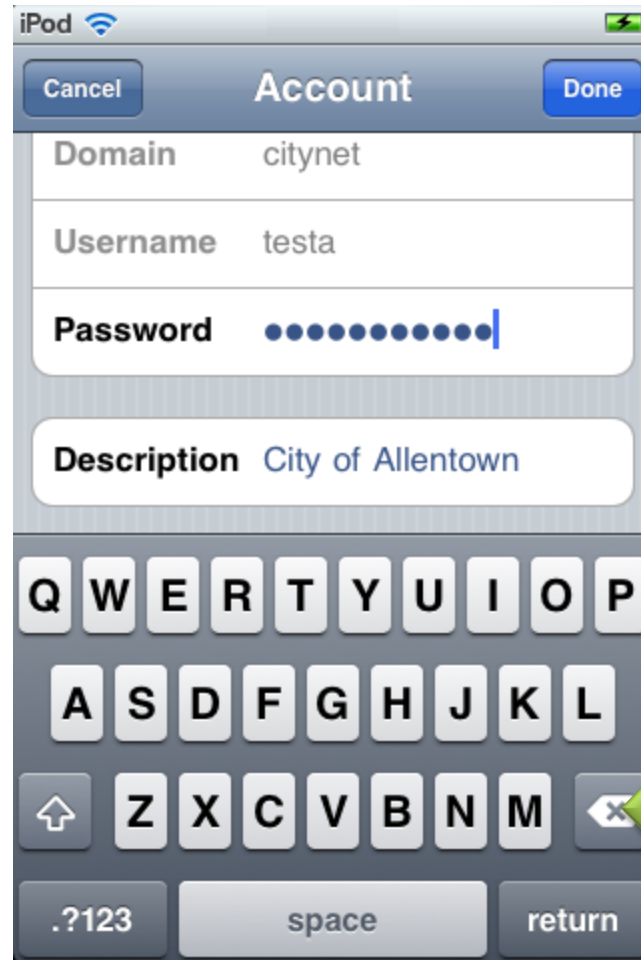 iPod
Cancel Account Done
Domain citynet
Username testa
Password ●●●●●●●●●●●
Description City of Allentown
Q W E R T Y U I O P
A S D F G H J K L
Z X C V B N M
.?123 space return